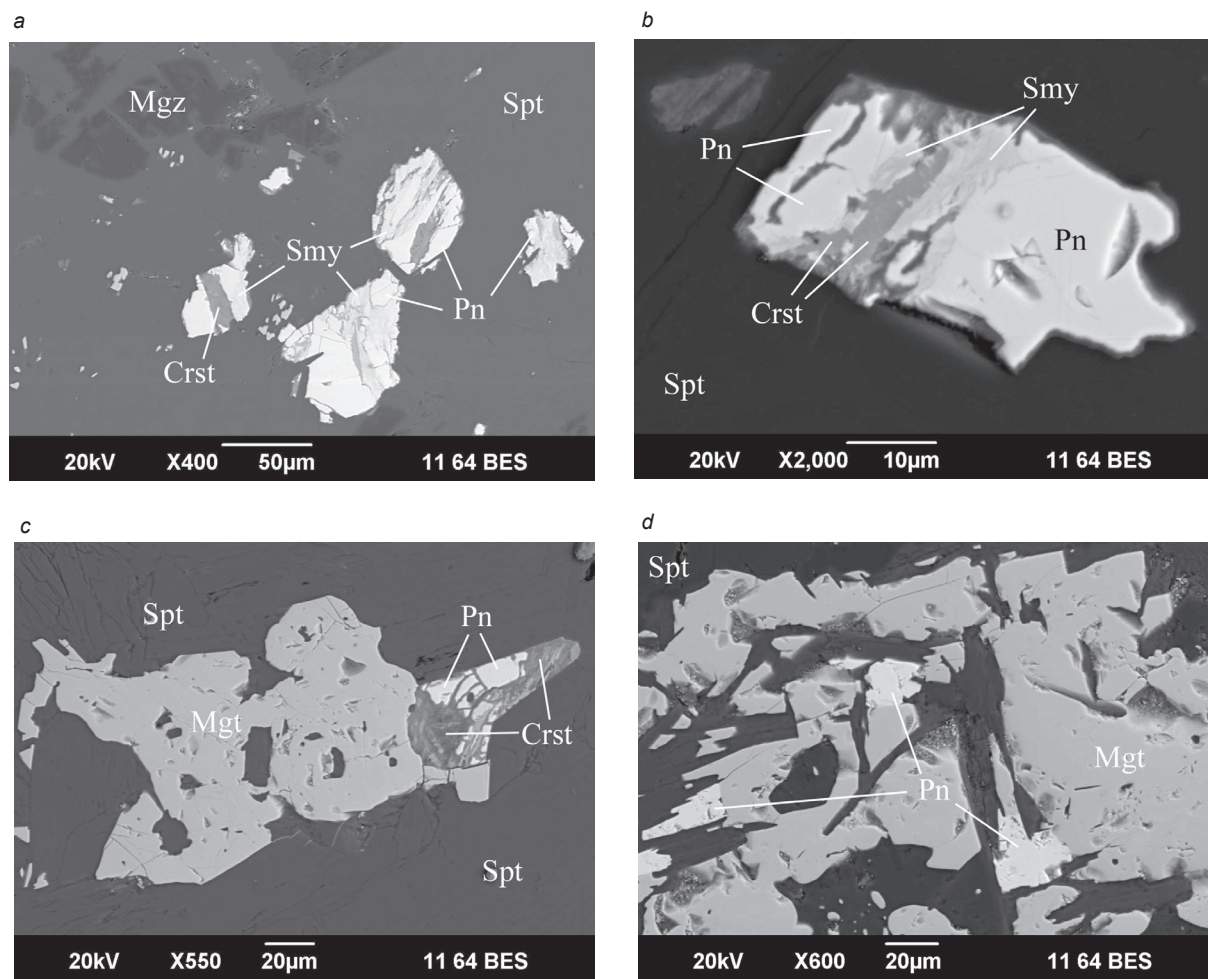 a
Mgz
Spt
Smy
Pn
Crst
20kV X400 50µm 11 64 BES
b
Smy
Pn
Pn
Crst
Spt
20kV X2,000 10µm 11 64 BES
c
Spt
Pn
Mgt
Crst
Spt
20kV X550 20µm 11 64 BES
d
Spt
Mgt
Pn
20kV X600 20µm 11 64 BES